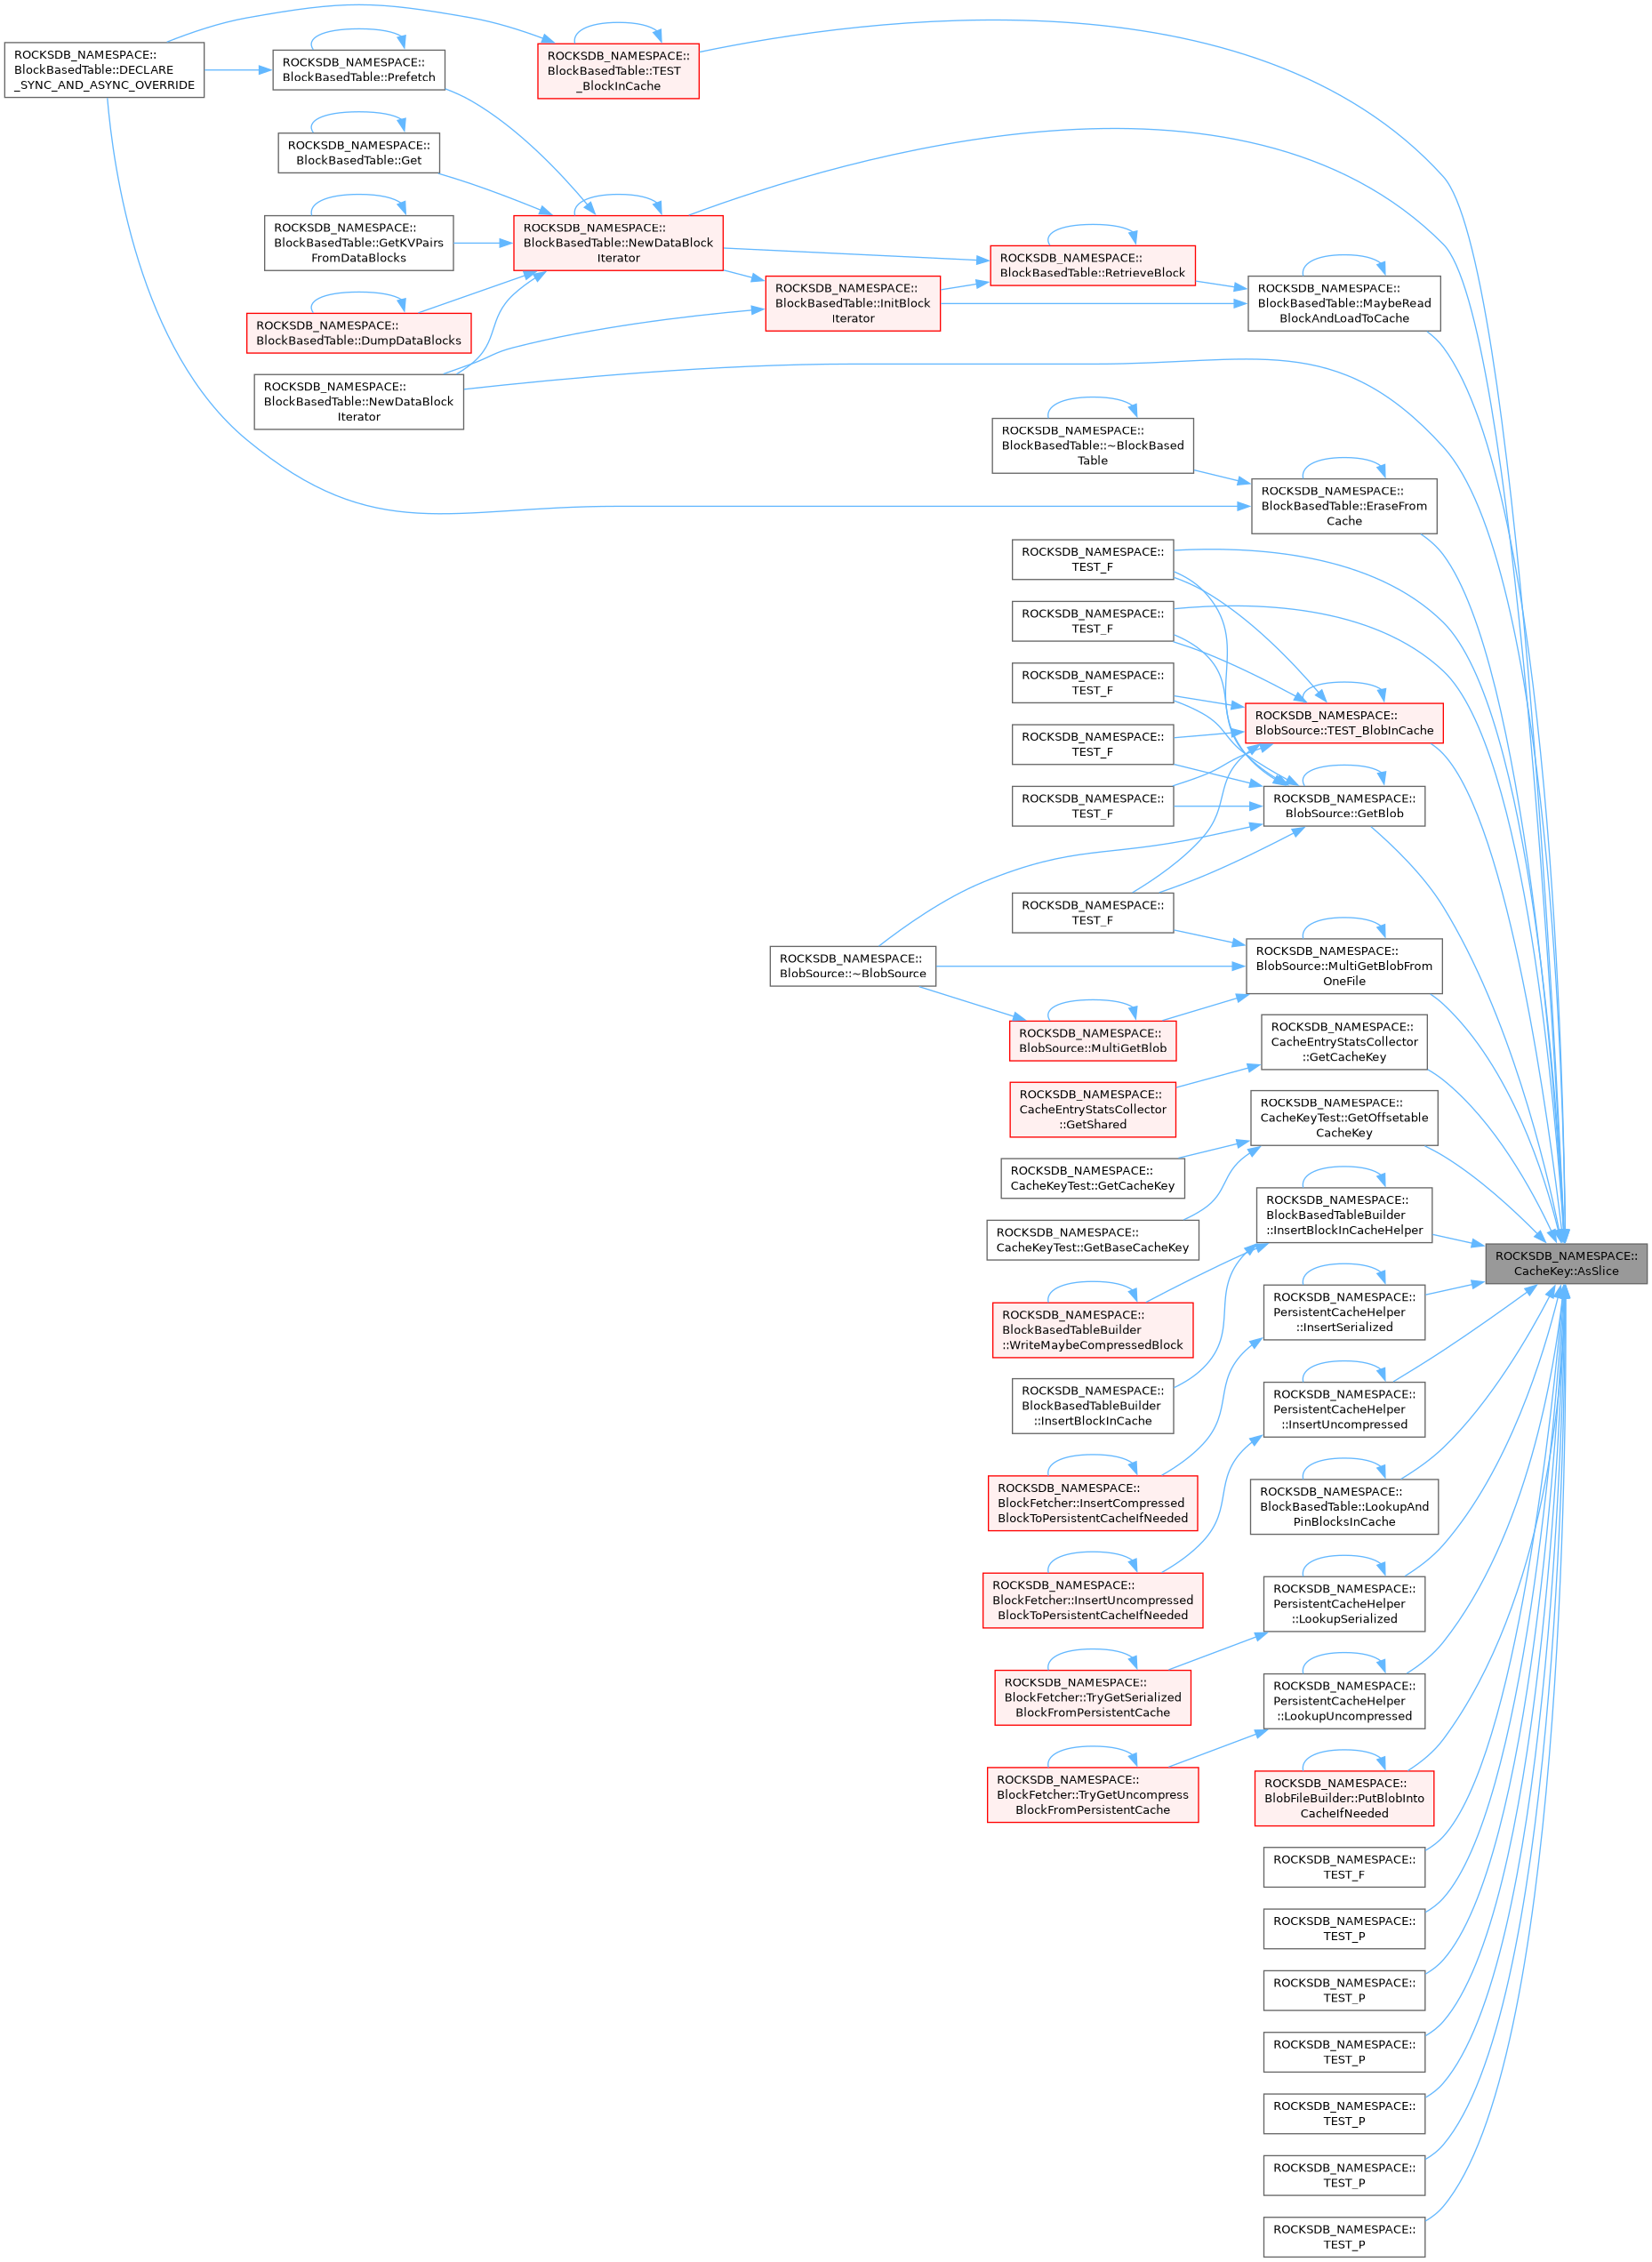 ROCKSDB_NAMESPACE::
BlockBasedTable::DECLARE
_SYNC_AND_ASYNC_OVERRIDE
ROCKSDB_NAMESPACE::
BlockBasedTable::Prefetch
ROCKSDB_NAMESPACE::
BlockBasedTable::TEST
_BlockInCache
ROCKSDB_NAMESPACE::
BlockBasedTable::Get
ROCKSDB_NAMESPACE::
BlockBasedTable::GetKVPairs
FromDataBlocks
ROCKSDB_NAMESPACE::
BlockBasedTable::NewDataBlock
Iterator
ROCKSDB_NAMESPACE::
BlockBasedTable::RetrieveBlock
ROCKSDB_NAMESPACE::
BlockBasedTable::InitBlock
Iterator
ROCKSDB_NAMESPACE::
BlockBasedTable::MaybeRead
BlockAndLoadToCache
ROCKSDB_NAMESPACE::
BlockBasedTable::DumpDataBlocks
ROCKSDB_NAMESPACE::
BlockBasedTable::NewDataBlock
Iterator
ROCKSDB_NAMESPACE::
BlockBasedTable::~BlockBased
Table
ROCKSDB_NAMESPACE::
BlockBasedTable::EraseFrom
Cache
ROCKSDB_NAMESPACE::
TEST_F
ROCKSDB_NAMESPACE::
TEST_F
ROCKSDB_NAMESPACE::
TEST_F
ROCKSDB_NAMESPACE::
BlobSource::TEST_BlobInCache
ROCKSDB_NAMESPACE::
TEST_F
ROCKSDB_NAMESPACE::
TEST_F
ROCKSDB_NAMESPACE::
BlobSource::GetBlob
ROCKSDB_NAMESPACE::
TEST_F
ROCKSDB_NAMESPACE::
BlobSource::~BlobSource
ROCKSDB_NAMESPACE::
BlobSource::MultiGetBlobFrom
OneFile
ROCKSDB_NAMESPACE::
BlobSource::MultiGetBlob
ROCKSDB_NAMESPACE::
CacheEntryStatsCollector
::GetCacheKey
ROCKSDB_NAMESPACE::
CacheEntryStatsCollector
::GetShared
ROCKSDB_NAMESPACE::
CacheKeyTest::GetOffsetable
CacheKey
ROCKSDB_NAMESPACE::
CacheKeyTest::GetCacheKey
ROCKSDB_NAMESPACE::
CacheKeyTest::GetBaseCacheKey
ROCKSDB_NAMESPACE::
BlockBasedTableBuilder
::InsertBlockInCacheHelper
ROCKSDB_NAMESPACE::
CacheKey::AsSlice
ROCKSDB_NAMESPACE::
BlockBasedTableBuilder
::WriteMaybeCompressedBlock
ROCKSDB_NAMESPACE::
PersistentCacheHelper
::InsertSerialized
ROCKSDB_NAMESPACE::
BlockBasedTableBuilder
::InsertBlockInCache
ROCKSDB_NAMESPACE::
PersistentCacheHelper
::InsertUncompressed
ROCKSDB_NAMESPACE::
BlockFetcher::InsertCompressed
BlockToPersistentCacheIfNeeded
ROCKSDB_NAMESPACE::
BlockBasedTable::LookupAnd
PinBlocksInCache
ROCKSDB_NAMESPACE::
BlockFetcher::InsertUncompressed
BlockToPersistentCacheIfNeeded
ROCKSDB_NAMESPACE::
PersistentCacheHelper
::LookupSerialized
ROCKSDB_NAMESPACE::
BlockFetcher::TryGetSerialized
BlockFromPersistentCache
ROCKSDB_NAMESPACE::
PersistentCacheHelper
::LookupUncompressed
ROCKSDB_NAMESPACE::
BlockFetcher::TryGetUncompress
BlockFromPersistentCache
ROCKSDB_NAMESPACE::
BlobFileBuilder::PutBlobInto
CacheIfNeeded
ROCKSDB_NAMESPACE::
TEST_F
ROCKSDB_NAMESPACE::
TEST_P
ROCKSDB_NAMESPACE::
TEST_P
ROCKSDB_NAMESPACE::
TEST_P
ROCKSDB_NAMESPACE::
TEST_P
ROCKSDB_NAMESPACE::
TEST_P
ROCKSDB_NAMESPACE::
TEST_P